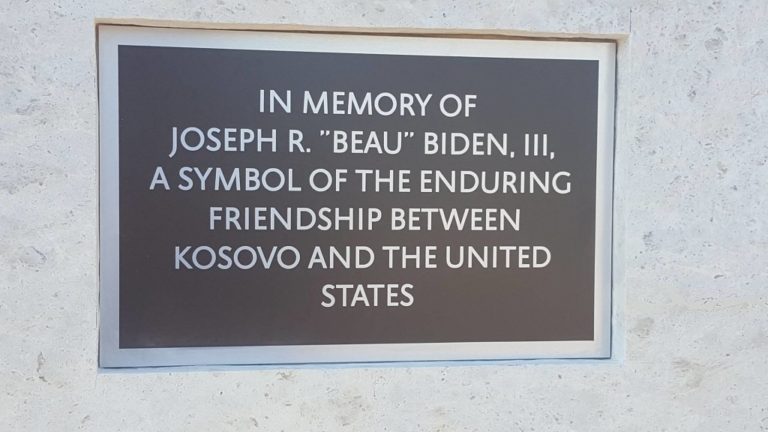 IN MEMORY OF
JOSEPH R. ”BEAU” BIDEN, III,
A SYMBOL OF THE ENDURING
FRIENDSHIP BETWEEN
KOSOVO AND THE UNITED
STATES